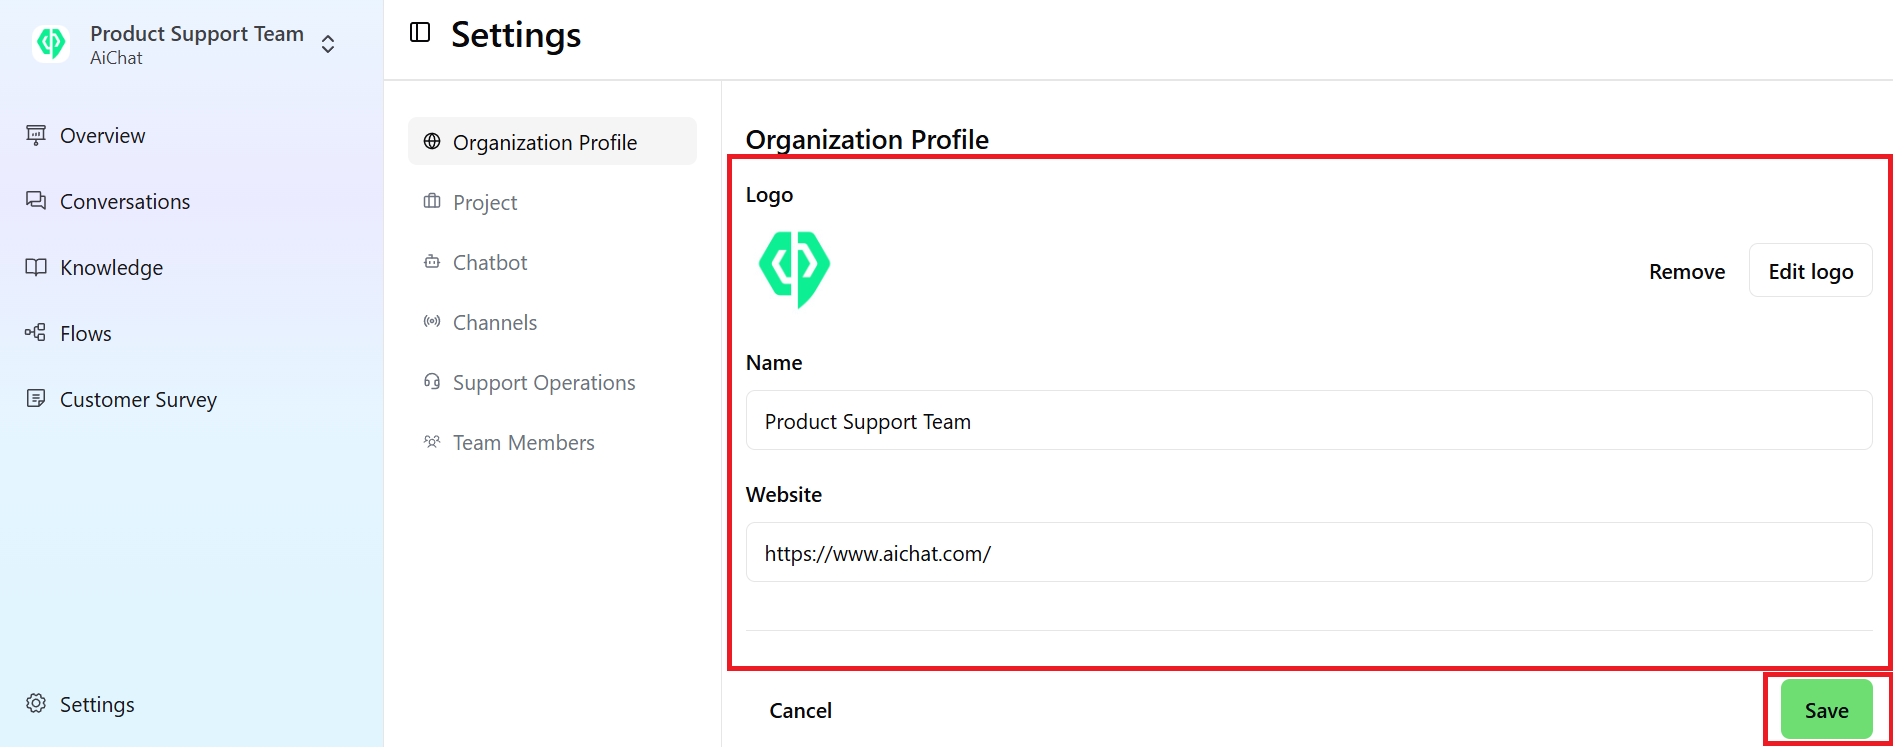 Product Support Team
AiChat
Overview
Conversations
Knowledge
Flows
Customer Survey
Settings
Settings
Organization Profile
Project
Chatbot
Channels
Support Operations
Team Members
Organization Profile
Logo
Remove
Edit logo
Name
Product Support Team
Website
https://www.aichat.com/
Cancel
Save